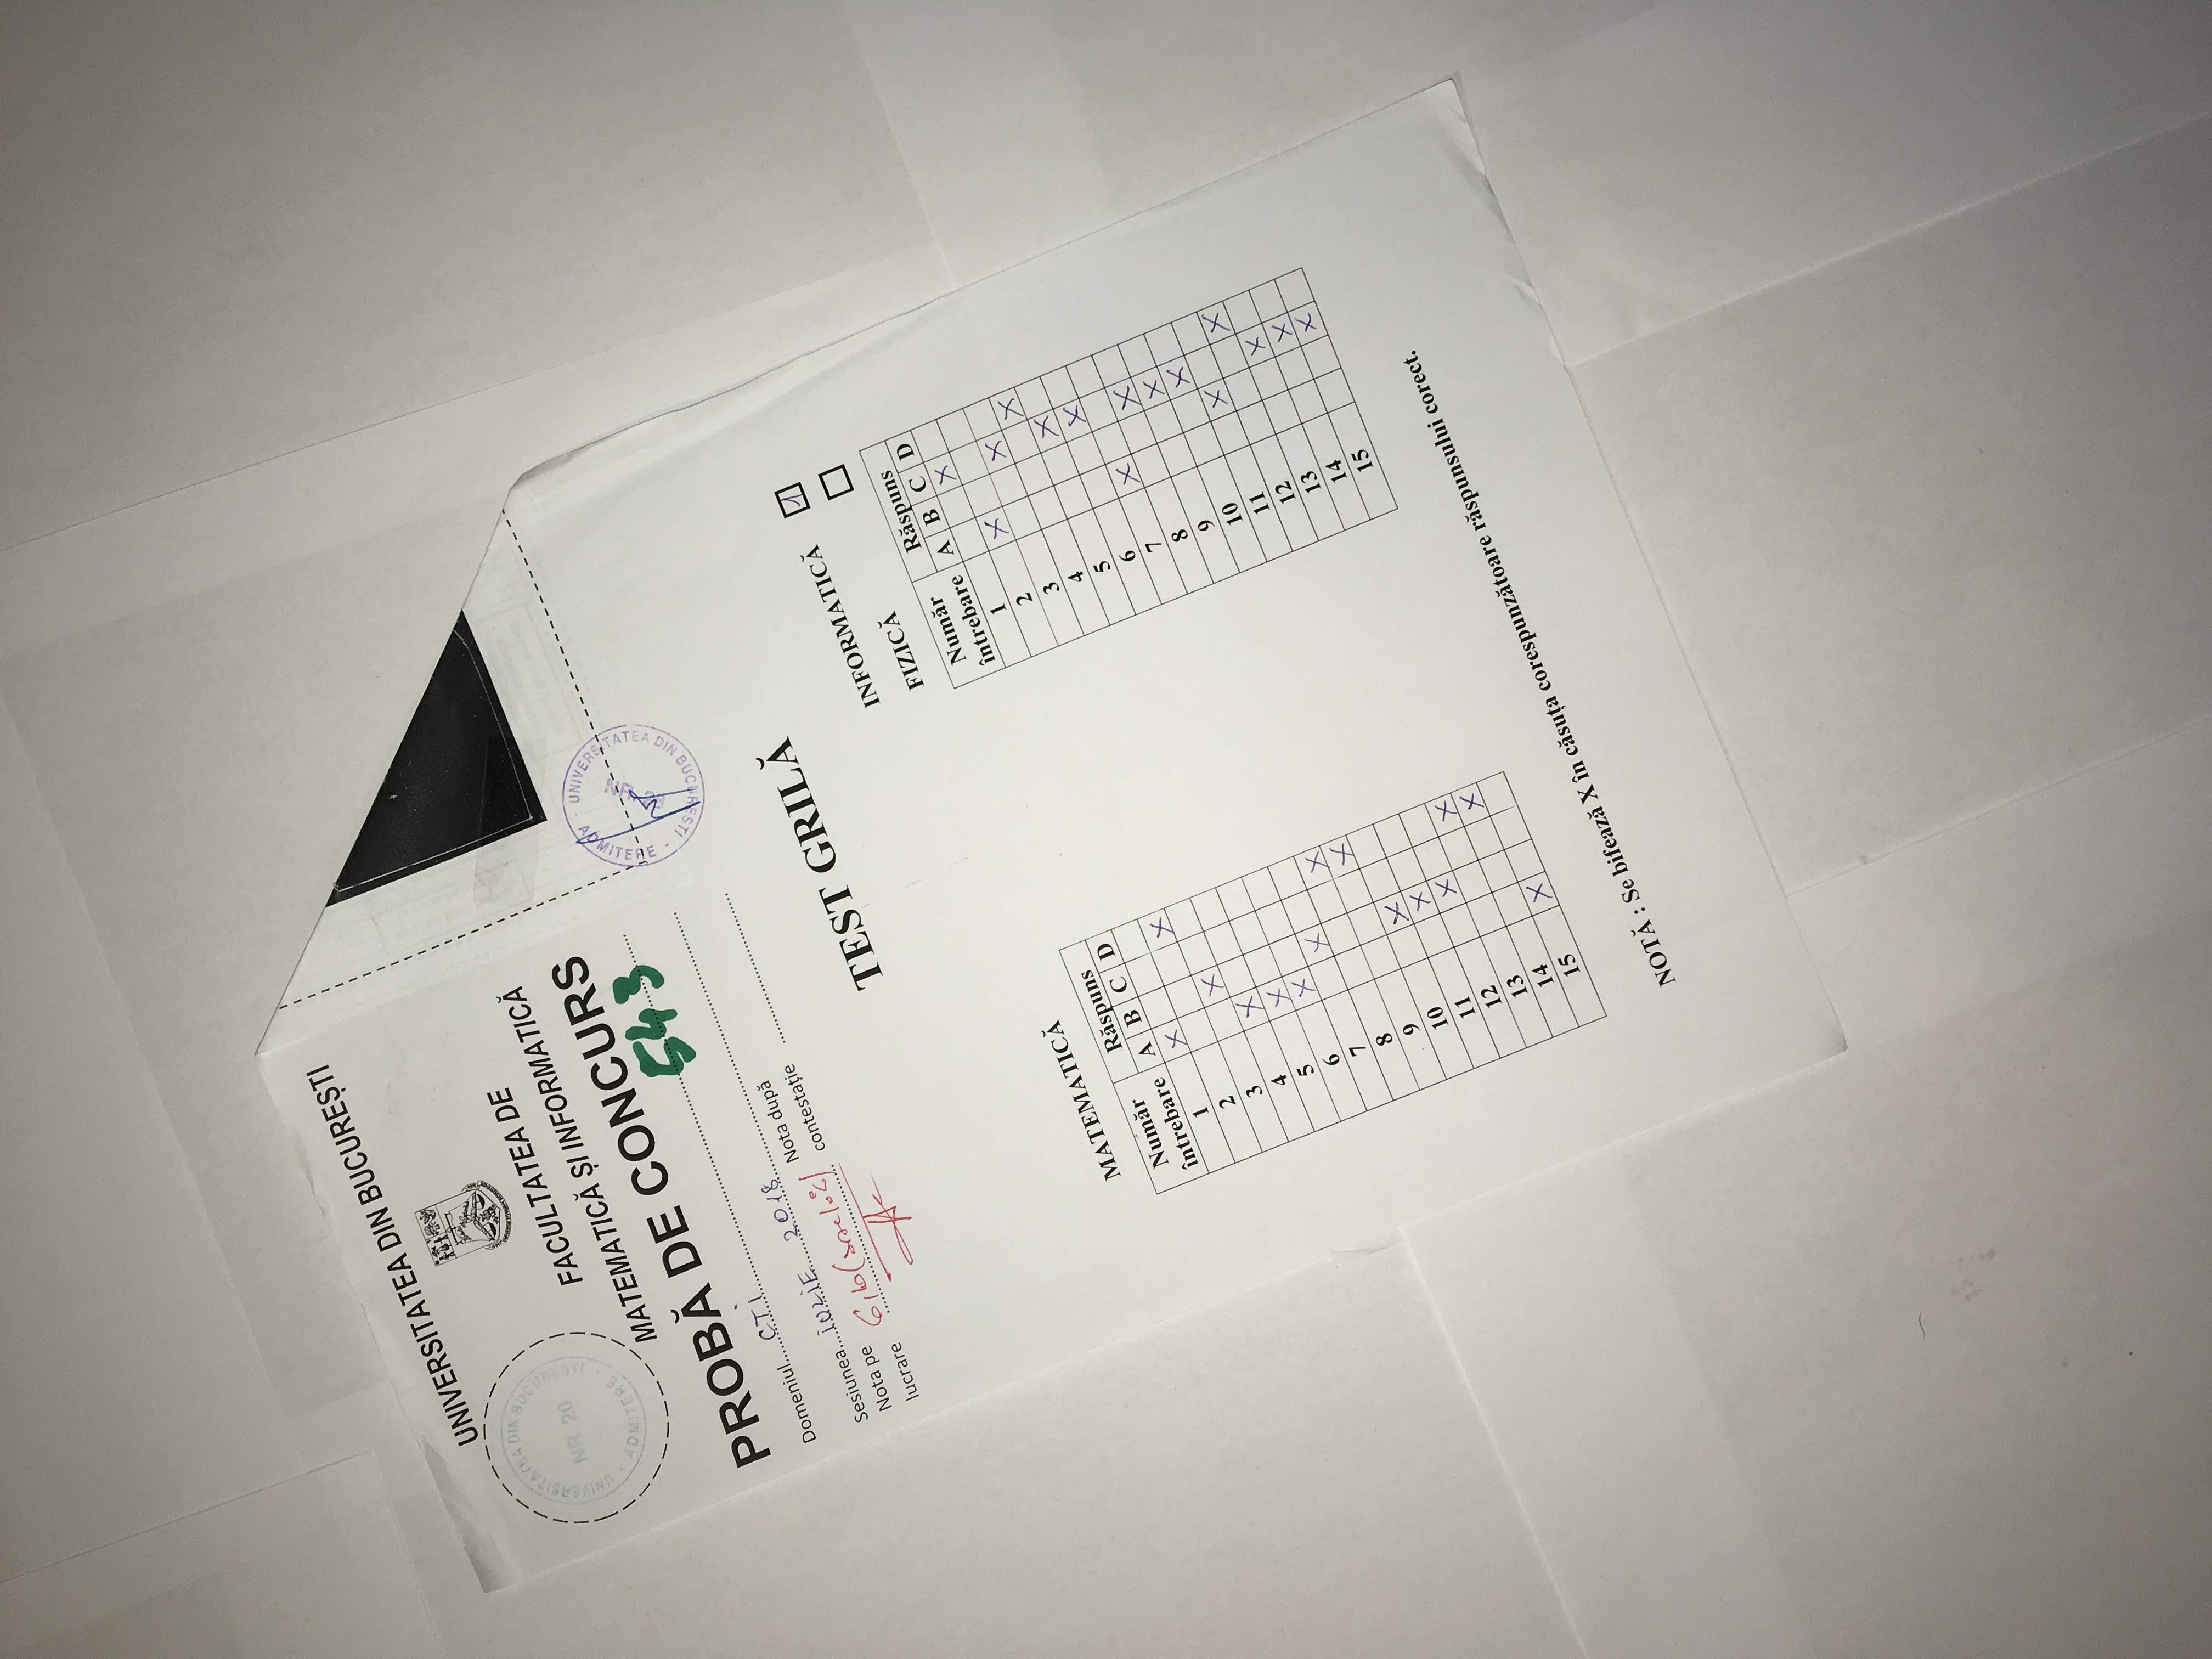 UNIVERSITATEA DIN BUCUREȘTI
FACULTATEA DE
MATEMATICĂ ȘI INFORMATICĂ
PROBĂ DE CONCURS
543
Domeniul CTI
Sesiunea IULIE 2018
Nota pe lucrare
Nota după contestație
UNIVERSITATEA DIN BUCUREȘTI
NR. 20
ADMITERE
UNIVERSITATEA DIN BUCUREȘTI
ADMITERE
TEST GRILĂ
INFORMATICĂ 1
FIZICĂ
MATEMATICĂ
Număr întrebare Răspuns
A B C D
1 X
2 X
3 X
4 X
5 X
6 X
7 X
8 X
9 X
10 X
11 X
12 X
13 X
14 X
15 X
Număr întrebare Răspuns
A B C D
1 X
2 X
3 X
4 X
5 X
6 X
7 X
8 X
9 X
10 X
11 X
12 X
13 X
14 X
15 X
NOTĂ : Se bifează X în căsuța corespunzătoare răspunsului corect.